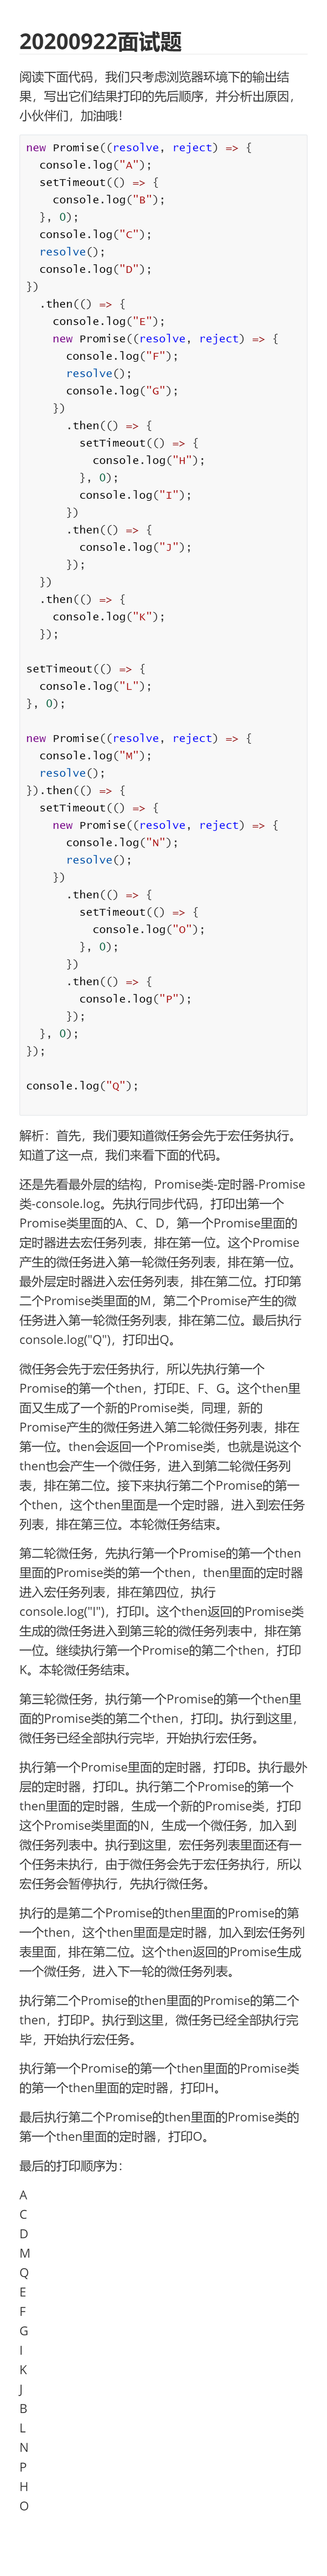 20200922面试题
阅读下面代码，我们只考虑浏览器环境下的输出结
果，写出它们结果打印的先后顺序，并分析出原因，
小伙伴们，加油哦！
new Promise((resolve, reject) => {
  console.log("A");
  setTimeout(() => {
    console.log("B");
  }, 0);
  console.log("C");
  resolve();
  console.log("D");
})
  .then(() => {
    console.log("E");
    new Promise((resolve, reject) => {
      console.log("F");
      resolve();
      console.log("G");
    })
      .then(() => {
        setTimeout(() => {
          console.log("H");
        }, 0);
        console.log("I");
      })
      .then(() => {
        console.log("J");
      });
  })
  .then(() => {
    console.log("K");
  });
setTimeout(() => {
  console.log("L");
}, 0);
new Promise((resolve, reject) => {
  console.log("M");
  resolve();
}).then(() => {
  setTimeout(() => {
    new Promise((resolve, reject) => {
      console.log("N");
      resolve();
    })
      .then(() => {
        setTimeout(() => {
          console.log("O");
        }, 0);
      })
      .then(() => {
        console.log("P");
      });
  }, 0);
});
console.log("Q");
解析：首先，我们要知道微任务会先于宏任务执行。
知道了这一点，我们来看下面的代码。
还是先看最外层的结构，Promise类-定时器-Promise
类-console.log。先执行同步代码，打印出第一个
Promise类里面的A、C、D，第一个Promise里面的
定时器进去宏任务列表，排在第一位。这个Promise
产生的微任务进入第一轮微任务列表，排在第一位。
最外层定时器进入宏任务列表，排在第二位。打印第
二个Promise类里面的M，第二个Promise产生的微
任务进入第一轮微任务列表，排在第二位。最后执行
console.log("Q")，打印出Q。
微任务会先于宏任务执行，所以先执行第一个
Promise的第一个then，打印E、F、G。这个then里
面又生成了一个新的Promise类，同理，新的
Promise产生的微任务进入第二轮微任务列表，排在
第一位。then会返回一个Promise类，也就是说这个
then也会产生一个微任务，进入到第二轮微任务列
表，排在第二位。接下来执行第二个Promise的第一
个then，这个then里面是一个定时器，进入到宏任务
列表，排在第三位。本轮微任务结束。
第二轮微任务，先执行第一个Promise的第一个then
里面的Promise类的第一个then，then里面的定时器
进入宏任务列表，排在第四位，执行
console.log("I")，打印I。这个then返回的Promise类
生成的微任务进入到第三轮的微任务列表中，排在第
一位。继续执行第一个Promise的第二个then，打印
K。本轮微任务结束。
第三轮微任务，执行第一个Promise的第一个then里
面的Promise类的第二个then，打印J。执行到这里，
微任务已经全部执行完毕，开始执行宏任务。
执行第一个Promise里面的定时器，打印B。执行最外
层的定时器，打印L。执行第二个Promise的第一个
then里面的定时器，生成一个新的Promise类，打印
这个Promise类里面的N，生成一个微任务，加入到
微任务列表中。执行到这里，宏任务列表里面还有一
个任务未执行，由于微任务会先于宏任务执行，所以
宏任务会暂停执行，先执行微任务。
执行的是第二个Promise的then里面的Promise的第
一个then，这个then里面是定时器，加入到宏任务列
表里面，排在第二位。这个then返回的Promise生成
一个微任务，进入下一轮的微任务列表。
执行第二个Promise的then里面的Promise的第二个
then，打印P。执行到这里，微任务已经全部执行完
毕，开始执行宏任务。
执行第一个Promise的第一个then里面的Promise类
的第一个then里面的定时器，打印H。
最后执行第二个Promise的then里面的Promise类的
第一个then里面的定时器，打印O。
最后的打印顺序为：
A
C
D
M
Q
E
F
G
I
K
J
B
L
N
P
H
O